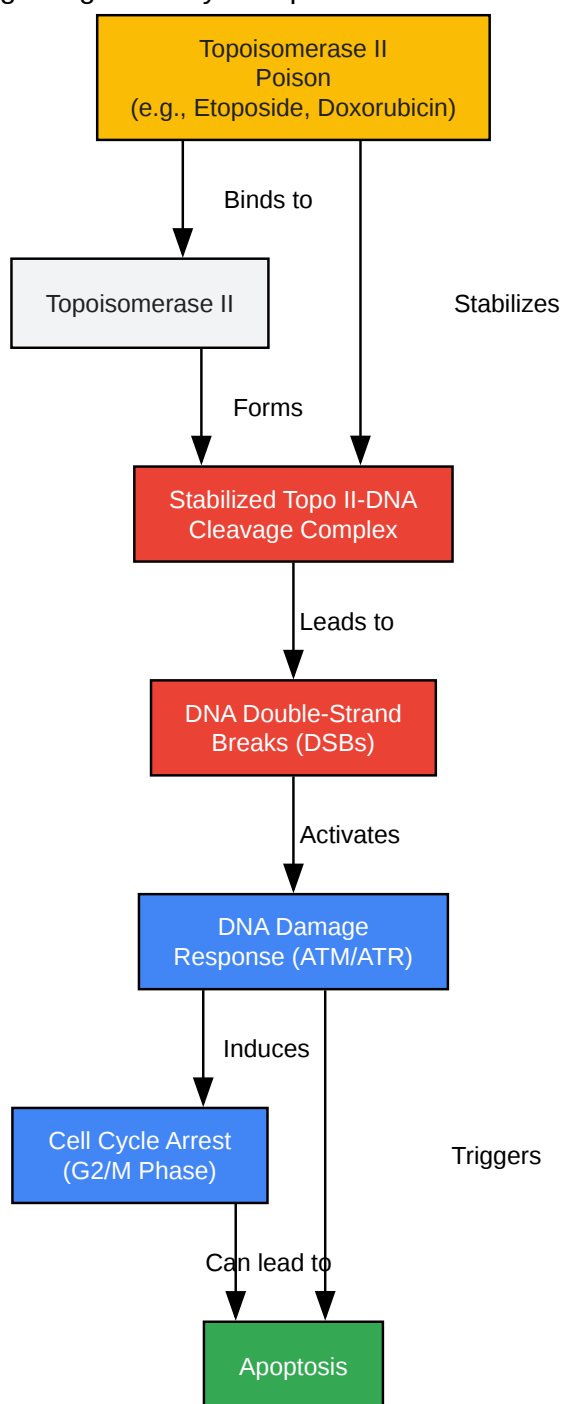 Topoisomerase II
Poison
(e.g., Etoposide, Doxorubicin)
Binds to
Topoisomerase II
Stabilizes
Forms
Stabilized Topo II-DNA
Cleavage Complex
Leads to
DNA Double-Strand
Breaks (DSBs)
Activates
DNA Damage
Response (ATM/ATR)
Induces
Cell Cycle Arrest
(G2/M Phase)
Triggers
Can lead to
Apoptosis